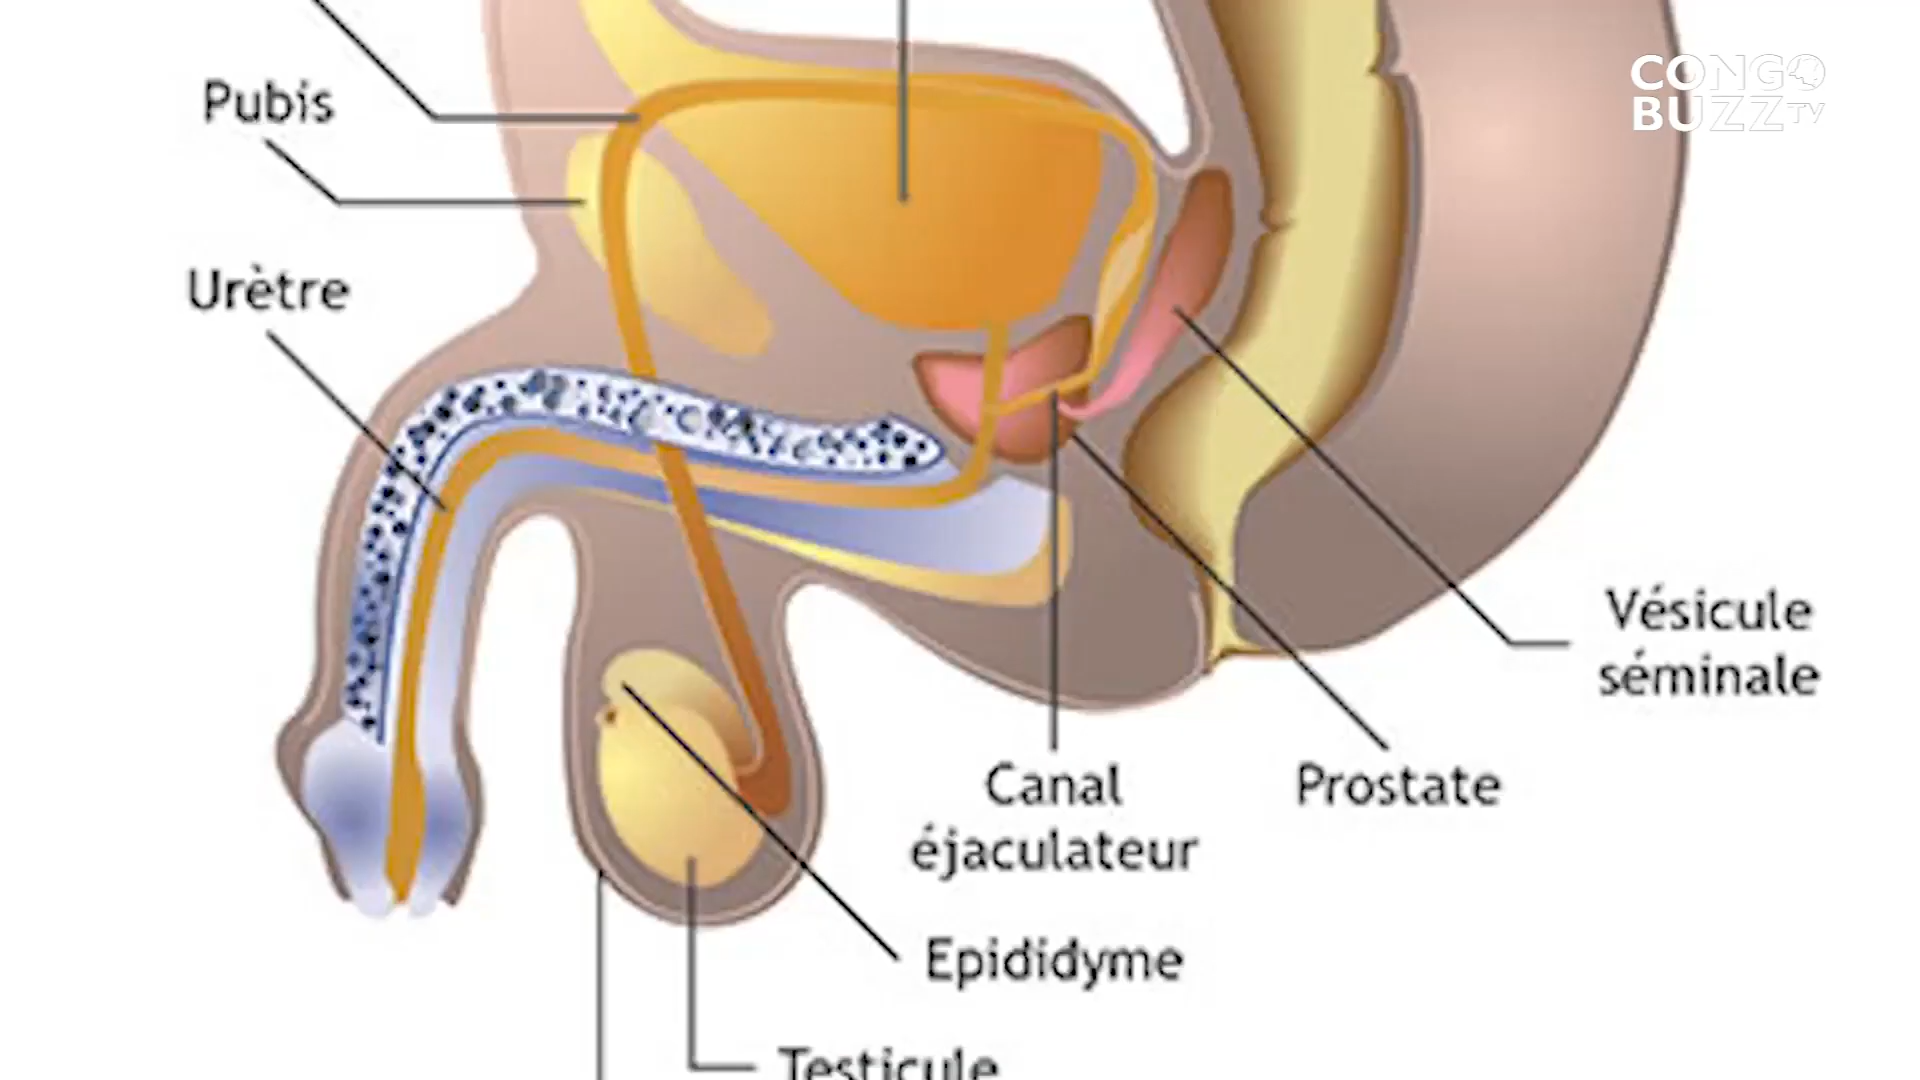 CONGO
BUZZ TV
Pubis
Urètre
Vésicule
séminale
Canal
éjaculateur
Prostate
Epididyme
Testicule